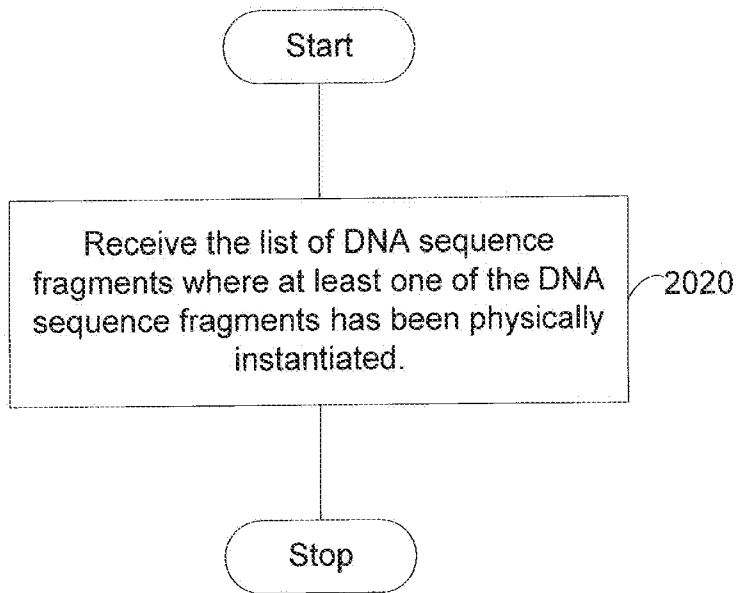 Start
Receive the list of DNA sequence
fragments where at least one of the DNA
sequence fragments has been physically
instantiated.
2020
Stop